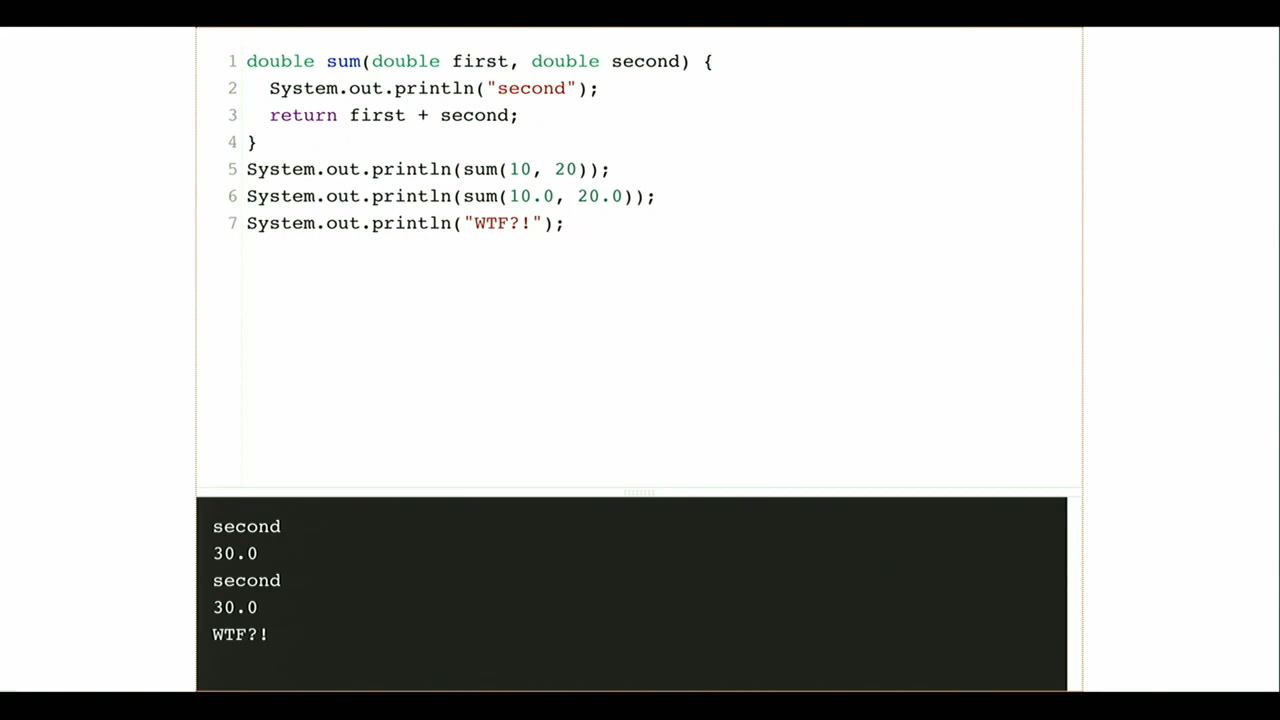 1 double sum(double first, double second) {
2   System.out.println("second");
3   return first + second;
4 }
5 System.out.println(sum(10, 20));
6 System.out.println(sum(10.0, 20.0));
7 System.out.println("WTF?!");
second
30.0
second
30.0
WTF?!